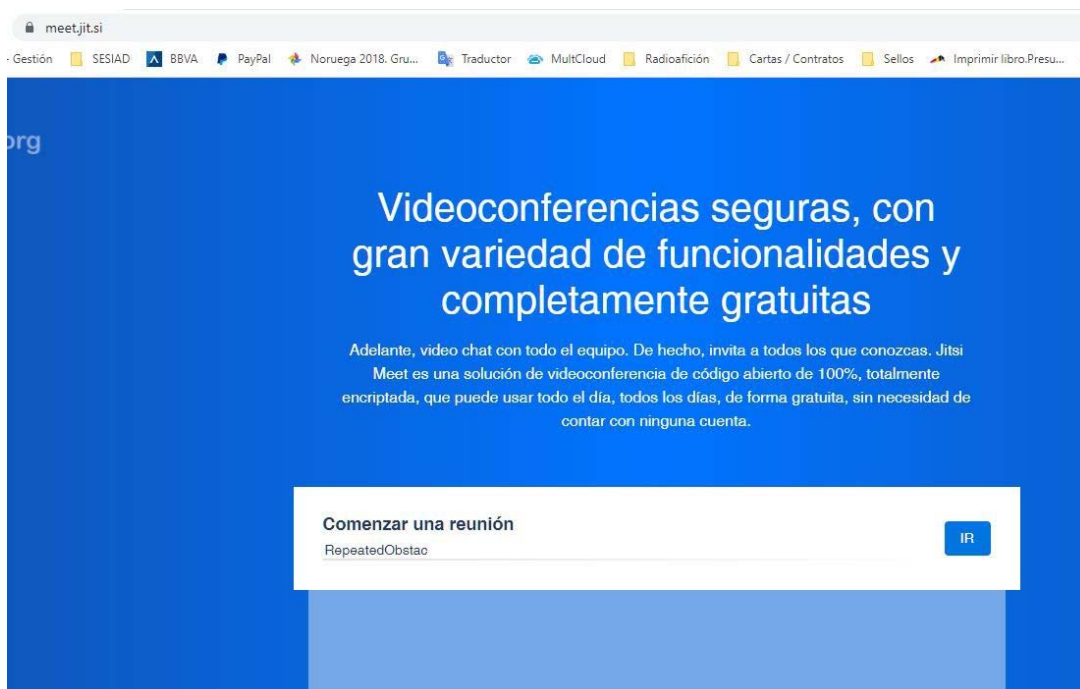 meet.jit.si
Gestión SESIAD BBVA PayPal Noruega 2018. Gru... Traductor MultCloud Radioafición Cartas / Contratos Sellos Imprimir libro.Presu...
org
Videoconferencias seguras, con
gran variedad de funcionalidades y
completamente gratuitas
Adelante, video chat con todo el equipo. De hecho, invita a todos los que conozcas. Jitsi
Meet es una solución de videoconferencia de código abierto de 100%, totalmente
encriptada, que puede usar todo el día, todos los días, de forma gratuita, sin necesidad de
contar con ninguna cuenta.
Comenzar una reunión
RepeatedObstac
IR